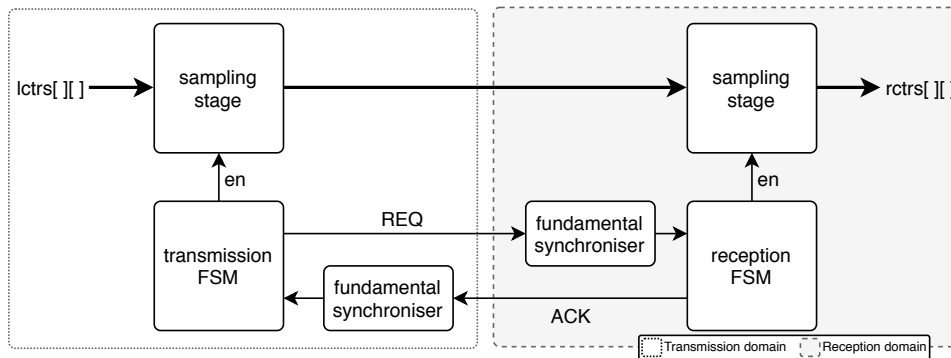 lctrs[ ][ ]
sampling
stage
sampling
stage
rctrs[ ][ ]
en
en
REQ
fundamental
synchroniser
transmission
FSM
reception
FSM
fundamental
synchroniser
ACK
Transmission domain
Reception domain